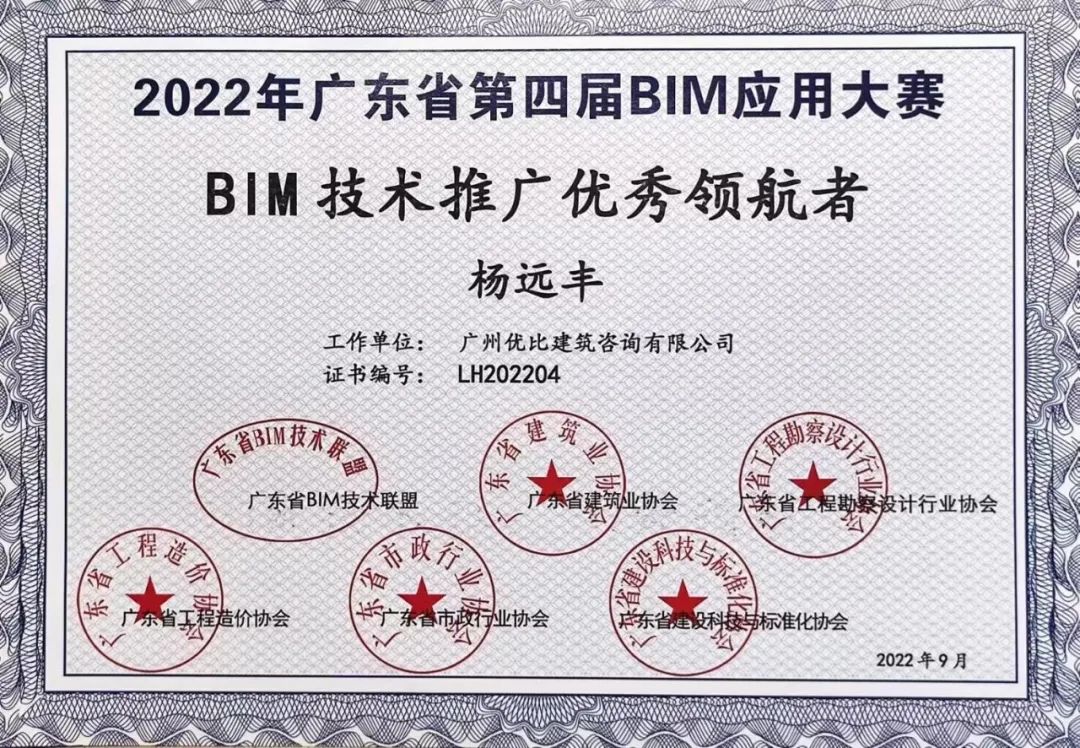 2022年广东省第四届BIM应用大赛
BIM技术推广优秀领航者
杨远丰
工作单位： 广州优比建筑咨询有限公司
证书编号： LH202204
广东省BIM技术联盟
广东省BIM技术联盟
广东省建筑业协会
广东省建筑业协会
广东省工程勘察设计行业协会
广东省工程勘察设计行业协会
广东省工程造价协会
广东省工程造价协会
广东省市政行业协会
广东省市政行业协会
广东省建设科技与标准化协会
广东省建设科技与标准化协会
2022年9月